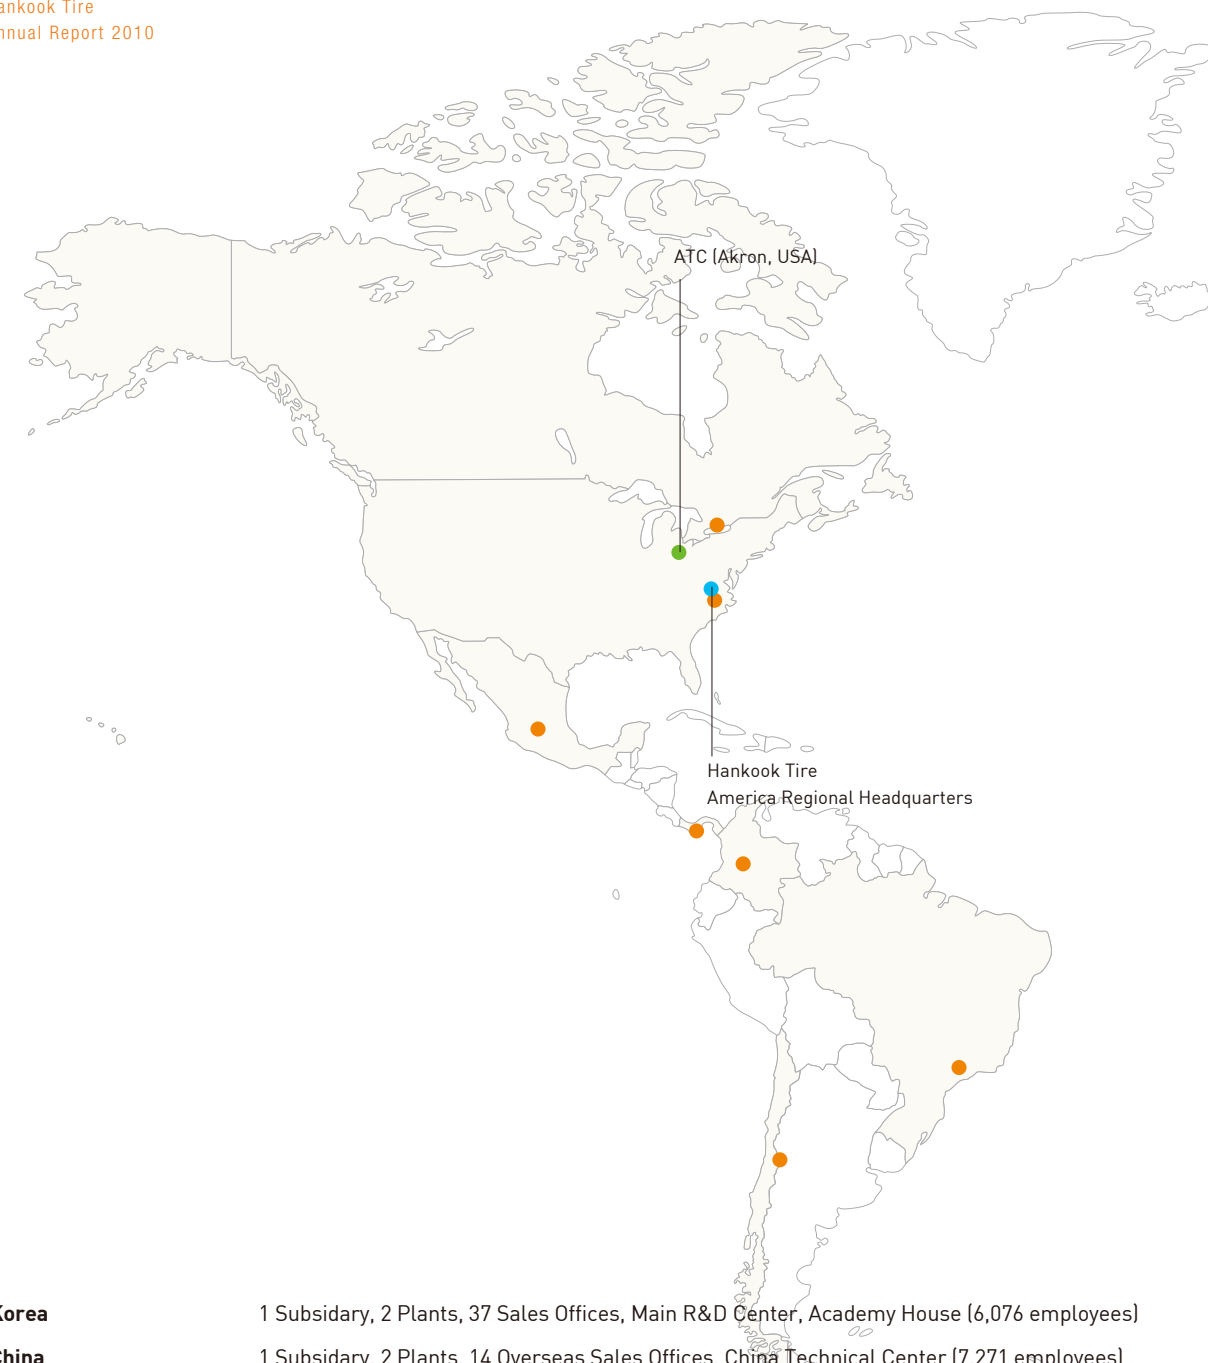 ankook Tire
nnual Report 2010
ATC (Akron, USA)
Hankook Tire
America Regional Headquarters
Korea 1 Subsidary, 2 Plants, 37 Sales Offices, Main R&D Center, Academy House (6,076 employees)
China 1 Subsidary, 2 Plants, 14 Overseas Sales Offices, China Technical Center (7,271 employees)